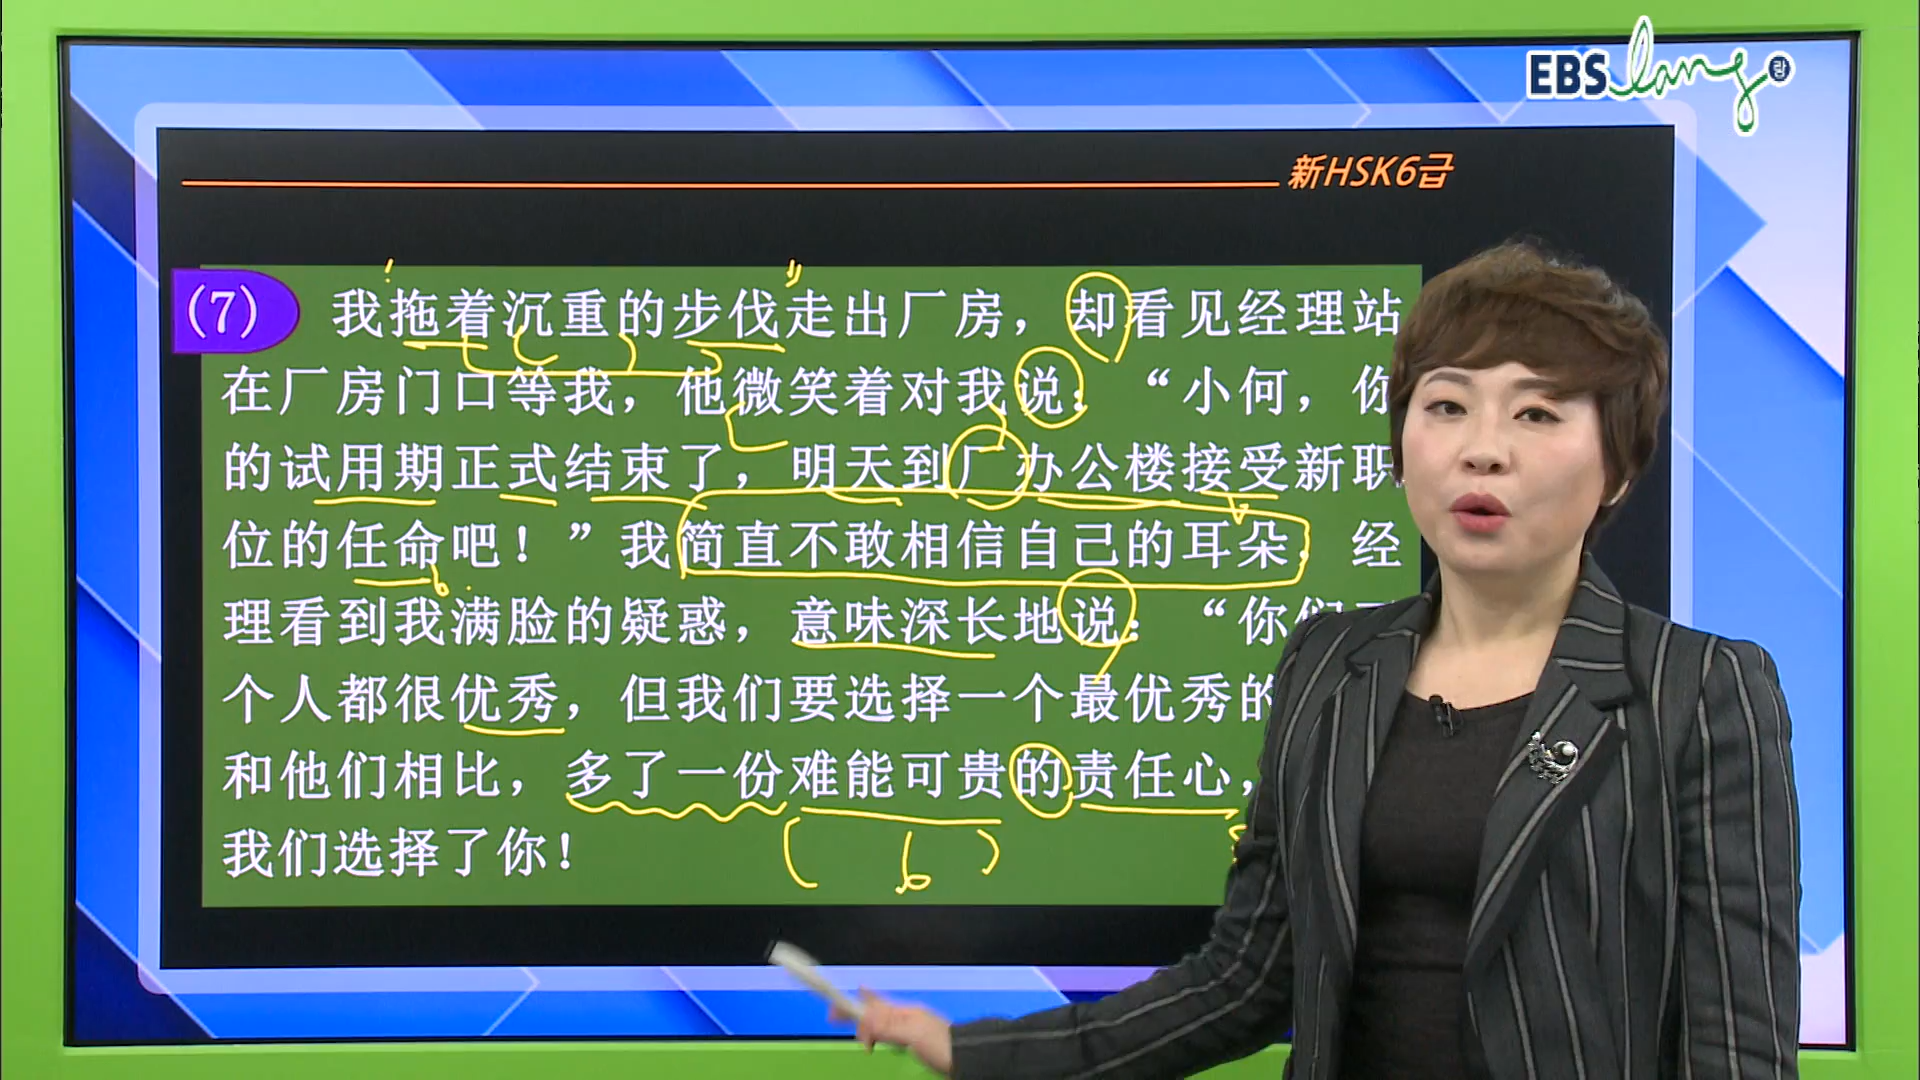 EBS lang 랑
新HSK6급
(7) 我拖着沉重的步伐走出厂房，却看见经理站
在厂房门口等我，他微笑着对我说：“小何，你
的试用期正式结束了，明天到厂办公楼接受新职
位的任命吧！”我简直不敢相信自己的耳朵，经
理看到我满脸的疑惑，意味深长地说：“你们
个人都很优秀，但我们要选择一个最优秀的
和他们相比，多了一份难能可贵的责任心，
我们选择了你！
b
b